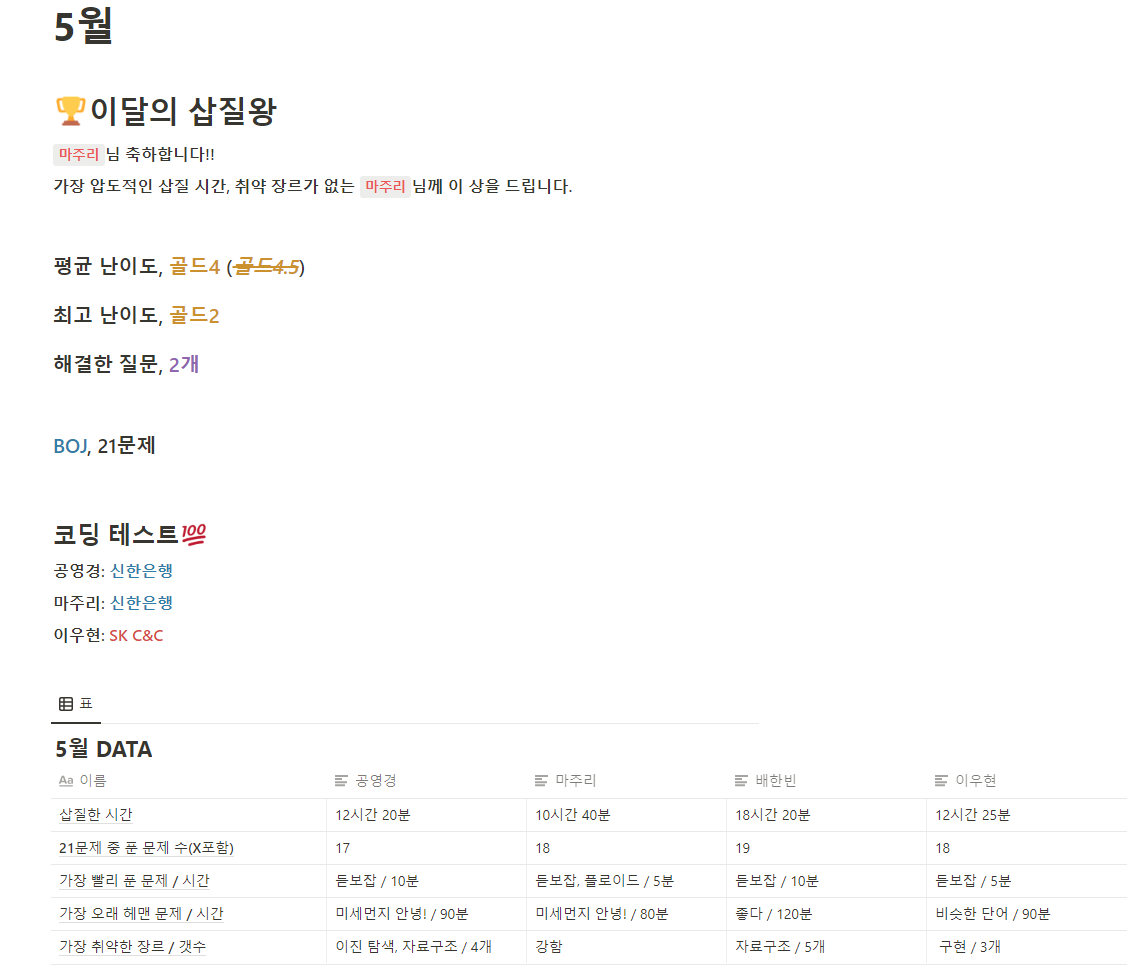 5월
🏆이달의 삽질왕
마주리님 축하합니다!!
가장 압도적인 삽질 시간, 취약 장르가 없는 마주리님께 이 상을 드립니다.
평균 난이도, 골드4 (골드4.5)
최고 난이도, 골드2
해결한 질문, 2개
BOJ, 21문제
코딩 테스트💯
공영경: 신한은행
마주리: 신한은행
이우현: SK C&C
표
5월 DATA
Aa 이름 공영경 마주리 배한빈 이우현
삽질한 시간 12시간 20분 10시간 40분 18시간 20분 12시간 25분
21문제 중 푼 문제 수(X포함) 17 18 19 18
가장 빨리 푼 문제 / 시간 듣보잡 / 10분 듣보잡, 플로이드 / 5분 듣보잡 / 10분 듣보잡 / 5분
가장 오래 헤맨 문제 / 시간 미세먼지 안녕! / 90분 미세먼지 안녕! / 80분 좋다 / 120분 비슷한 단어 / 90분
가장 취약한 장르 / 갯수 이진 탐색, 자료구조 / 4개 강함 자료구조 / 5개 구현 / 3개